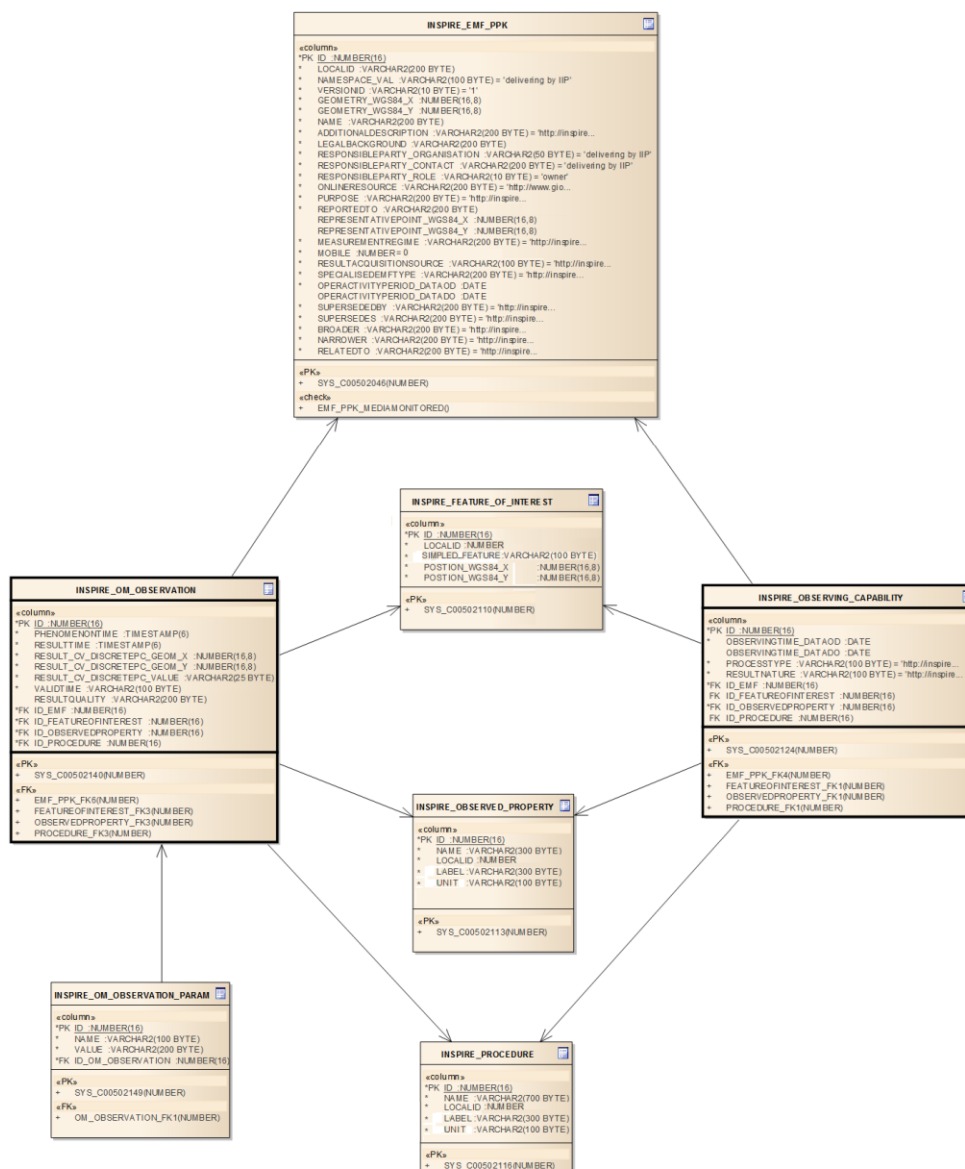 INSPIRE_EMF_PPK
«column»
*PK ID :NUMBER(16)
* LOCALID :VARCHAR2(200 BYTE)
* NAMESPACE_VAL :VARCHAR2(100 BYTE) = 'delivering by IIP'
* VERSIONID :VARCHAR2(10 BYTE) = '1'
* GEOMETRY_WGS84_X :NUMBER(16,8)
* GEOMETRY_WGS84_Y :NUMBER(16,8)
* NAME :VARCHAR2(200 BYTE)
* ADDITIONALDESCRIPTION :VARCHAR2(200 BYTE) = 'http://inspire...
* LEGALBACKGROUND :VARCHAR2(200 BYTE)
* RESPONSIBLEPARTY_ORGANISATION :VARCHAR2(50 BYTE) = 'delivering by IIP'
* RESPONSIBLEPARTY_CONTACT :VARCHAR2(200 BYTE) = 'delivering by IIP'
* RESPONSIBLEPARTY_ROLE :VARCHAR2(10 BYTE) = 'owner'
* ONLINERESOURCE :VARCHAR2(200 BYTE) = 'http://www.gio...
* PURPOSE :VARCHAR2(200 BYTE) = 'http://inspire...
* REPORTEDTO :VARCHAR2(200 BYTE)
REPRESENTATIVEPOINT_WGS84_X :NUMBER(16,8)
REPRESENTATIVEPOINT_WGS84_Y :NUMBER(16,8)
* MEASUREMENTREGIME :VARCHAR2(200 BYTE) = 'http://inspire...
* MOBILE :NUMBER = 0
* RESULTACQUISITIONSOURCE :VARCHAR2(100 BYTE) = 'http://inspire...
* SPECIALISEDEMFTYPE :VARCHAR2(200 BYTE) = 'http://inspire...
* OPERACTIVITYPERIOD_DATAOD :DATE
OPERACTIVITYPERIOD_DATADO :DATE
* SUPERSEDEDBY :VARCHAR2(200 BYTE) = 'http://inspire...
* SUPERSEDES :VARCHAR2(200 BYTE) = 'http://inspire...
* BROADER :VARCHAR2(200 BYTE) = 'http://inspire...
* NARROWER :VARCHAR2(200 BYTE) = 'http://inspire...
* RELATEDTO :VARCHAR2(200 BYTE) = 'http://inspire...
«PK»
+ SYS_C00502046(NUMBER)
«check»
+ EMF_PPK_MEDIAMONITORED()
INSPIRE_FEATURE_OF_INTEREST
«column»
*PK ID :NUMBER(16)
* LOCALID :NUMBER
* SIMPLED_FEATURE :VARCHAR2(100 BYTE)
* POSTION_WGS84_X :NUMBER(16,8)
* POSTION_WGS84_Y :NUMBER(16,8)
«PK»
+ SYS_C00502110(NUMBER)
INSPIRE_OM_OBSERVATION
«column»
*PK ID :NUMBER(16)
* PHENOMENONTIME :TIMESTAMP(6)
* RESULTTIME :TIMESTAMP(6)
* RESULT_CV_DISCRETEPC_GEOM_X :NUMBER(16,8)
* RESULT_CV_DISCRETEPC_GEOM_Y :NUMBER(16,8)
* RESULT_CV_DISCRETEPC_VALUE :VARCHAR2(25 BYTE)
* VALIDTIME :VARCHAR2(100 BYTE)
RESULTQUALITY :VARCHAR2(200 BYTE)
*FK ID_EMF :NUMBER(16)
*FK ID_FEATUREOFINTEREST :NUMBER(16)
*FK ID_OBSERVEDPROPERTY :NUMBER(16)
*FK ID_PROCEDURE :NUMBER(16)
«PK»
+ SYS_C00502140(NUMBER)
«FK»
+ EMF_PPK_FK6(NUMBER)
+ FEATUREOFINTEREST_FK3(NUMBER)
+ OBSERVEDPROPERTY_FK3(NUMBER)
+ PROCEDURE_FK3(NUMBER)
INSPIRE_OBSERVING_CAPABILITY
«column»
*PK ID :NUMBER(16)
* OBSERVINGTIME_DATAOD :DATE
OBSERVINGTIME_DATADO :DATE
* PROCESSTYPE :VARCHAR2(100 BYTE) = 'http://inspire...
* RESULTNATURE :VARCHAR2(100 BYTE) = 'http://inspire...
*FK ID_EMF :NUMBER(16)
FK ID_FEATUREOFINTEREST :NUMBER(16)
*FK ID_OBSERVEDPROPERTY :NUMBER(16)
FK ID_PROCEDURE :NUMBER(16)
«PK»
+ SYS_C00502124(NUMBER)
«FK»
+ EMF_PPK_FK4(NUMBER)
+ FEATUREOFINTEREST_FK1(NUMBER)
+ OBSERVEDPROPERTY_FK1(NUMBER)
+ PROCEDURE_FK1(NUMBER)
INSPIRE_OBSERVED_PROPERTY
«column»
*PK ID :NUMBER(16)
* NAME :VARCHAR2(300 BYTE)
* LOCALID :NUMBER
* LABEL :VARCHAR2(300 BYTE)
* UNIT :VARCHAR2(100 BYTE)
«PK»
+ SYS_C00502113(NUMBER)
INSPIRE_OM_OBSERVATION_PARAM
«column»
*PK ID :NUMBER(16)
* NAME :VARCHAR2(100 BYTE)
* VALUE :VARCHAR2(200 BYTE)
*FK ID_OM_OBSERVATION :NUMBER(16)
«PK»
+ SYS_C00502149(NUMBER)
«FK»
+ OM_OBSERVATION_FK1(NUMBER)
INSPIRE_PROCEDURE
«column»
*PK ID :NUMBER(16)
* NAME :VARCHAR2(700 BYTE)
* LOCALID :NUMBER
* LABEL :VARCHAR2(300 BYTE)
* UNIT :VARCHAR2(100 BYTE)
«PK»
+ SYS_C00502116(NUMBER)